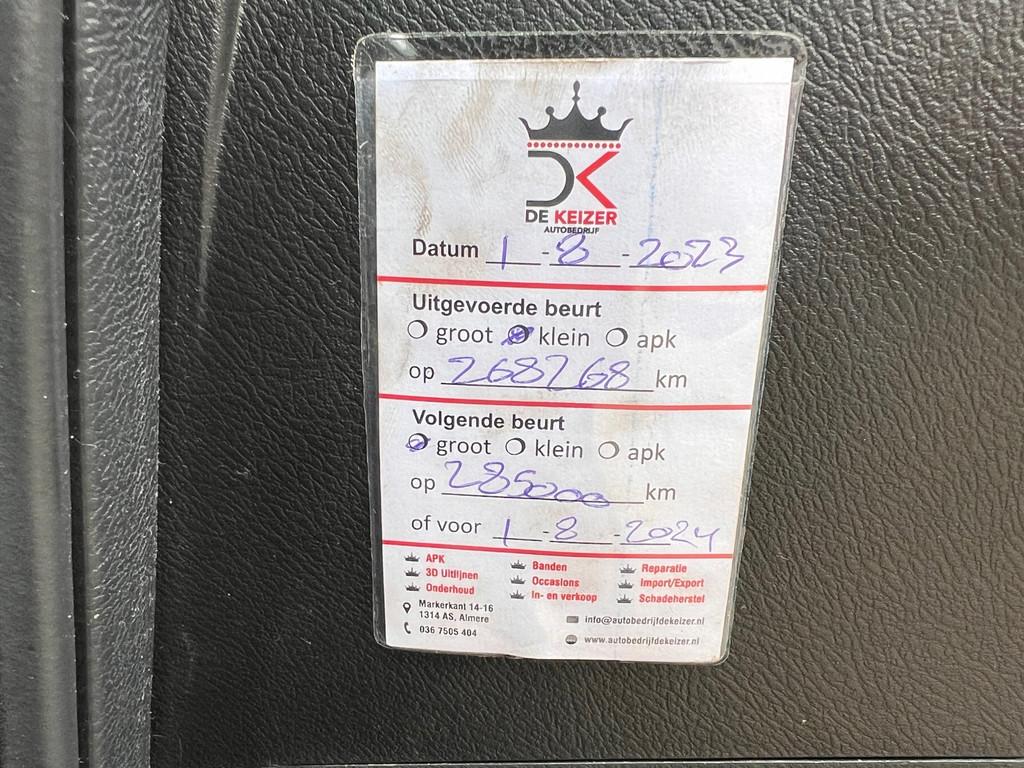 DK
DE KEIZER
AUTOBEDRIJF
Datum 1-8-2023
Uitgevoerde beurt
groot klein apk
op 268268 km
Volgende beurt
groot klein apk
op 285000 km
of voor 1-8-2024
APK Banden Reparatie
3D Uitlijnen Occasions Import/Export
Onderhoud In- en verkoop Schadeherstel
Markerkant 14-16
1314 AS, Almere info@autobedrijfdekeizer.nl
036 7505 404 www.autobedrijfdekeizer.nl